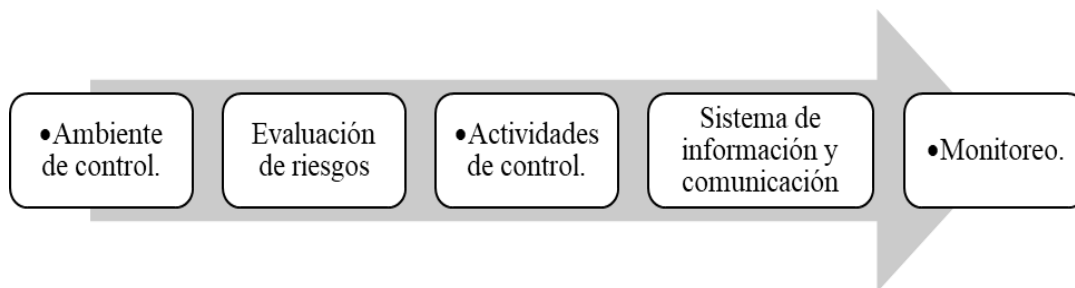 •Ambiente
de control.
Evaluación
de riesgos
•Actividades
de control.
Sistema de
información y
comunicación
•Monitoreo.